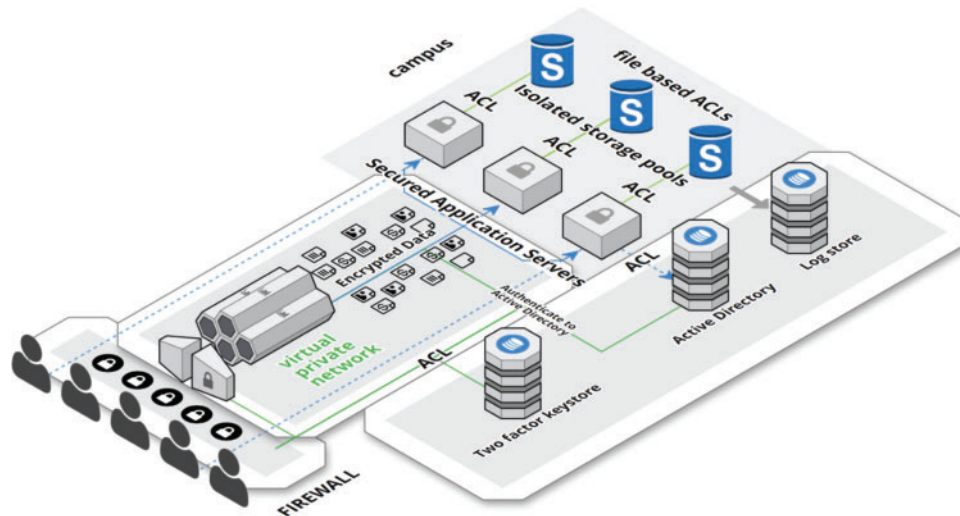 campus
file based ACLs
S
Isolated storage pools
S
S
ACL
ACL
ACL
Secured Application Servers
ACL
Encrypted Data
Log store
Active Directory
Authenticate to
Active Directory
virtual
private
network
ACL
Two factor keystore
FIREWALL